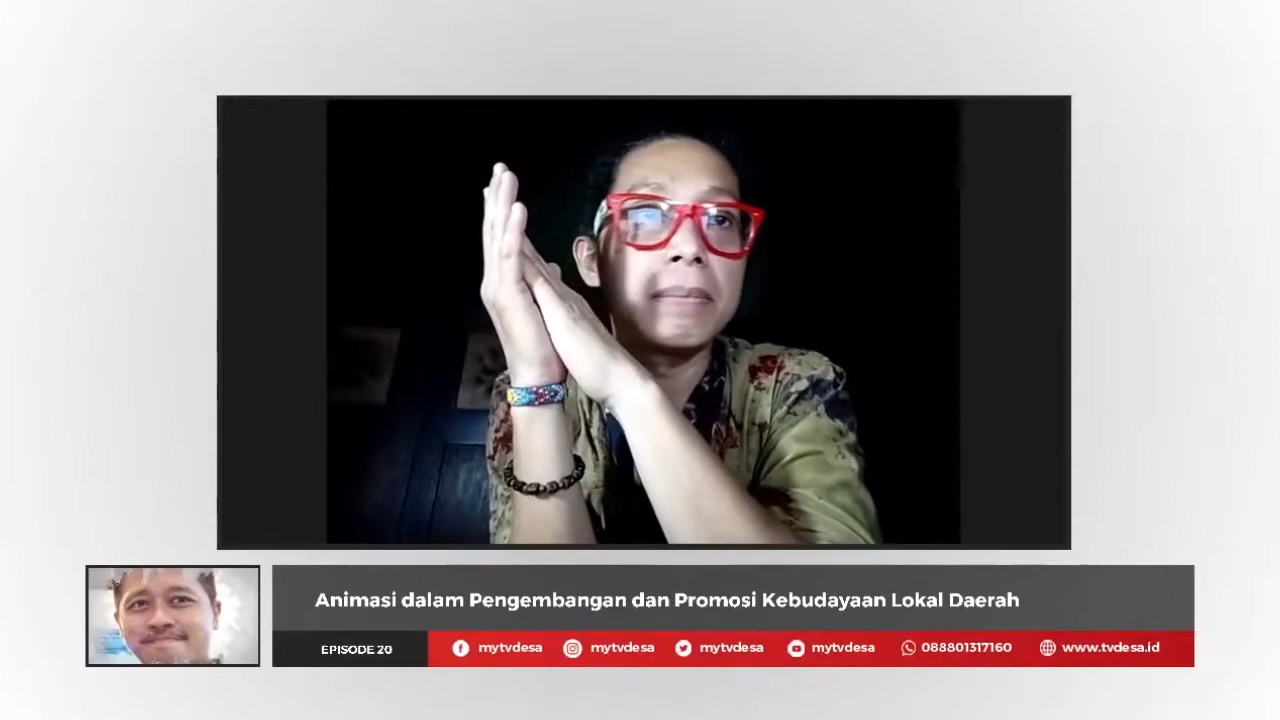 Animasi dalam Pengembangan dan Promosi Kebudayaan Lokal Daerah
EPISODE 20 mytvdesa mytvdesa mytvdesa mytvdesa 088801317160 www.tvdesa.id